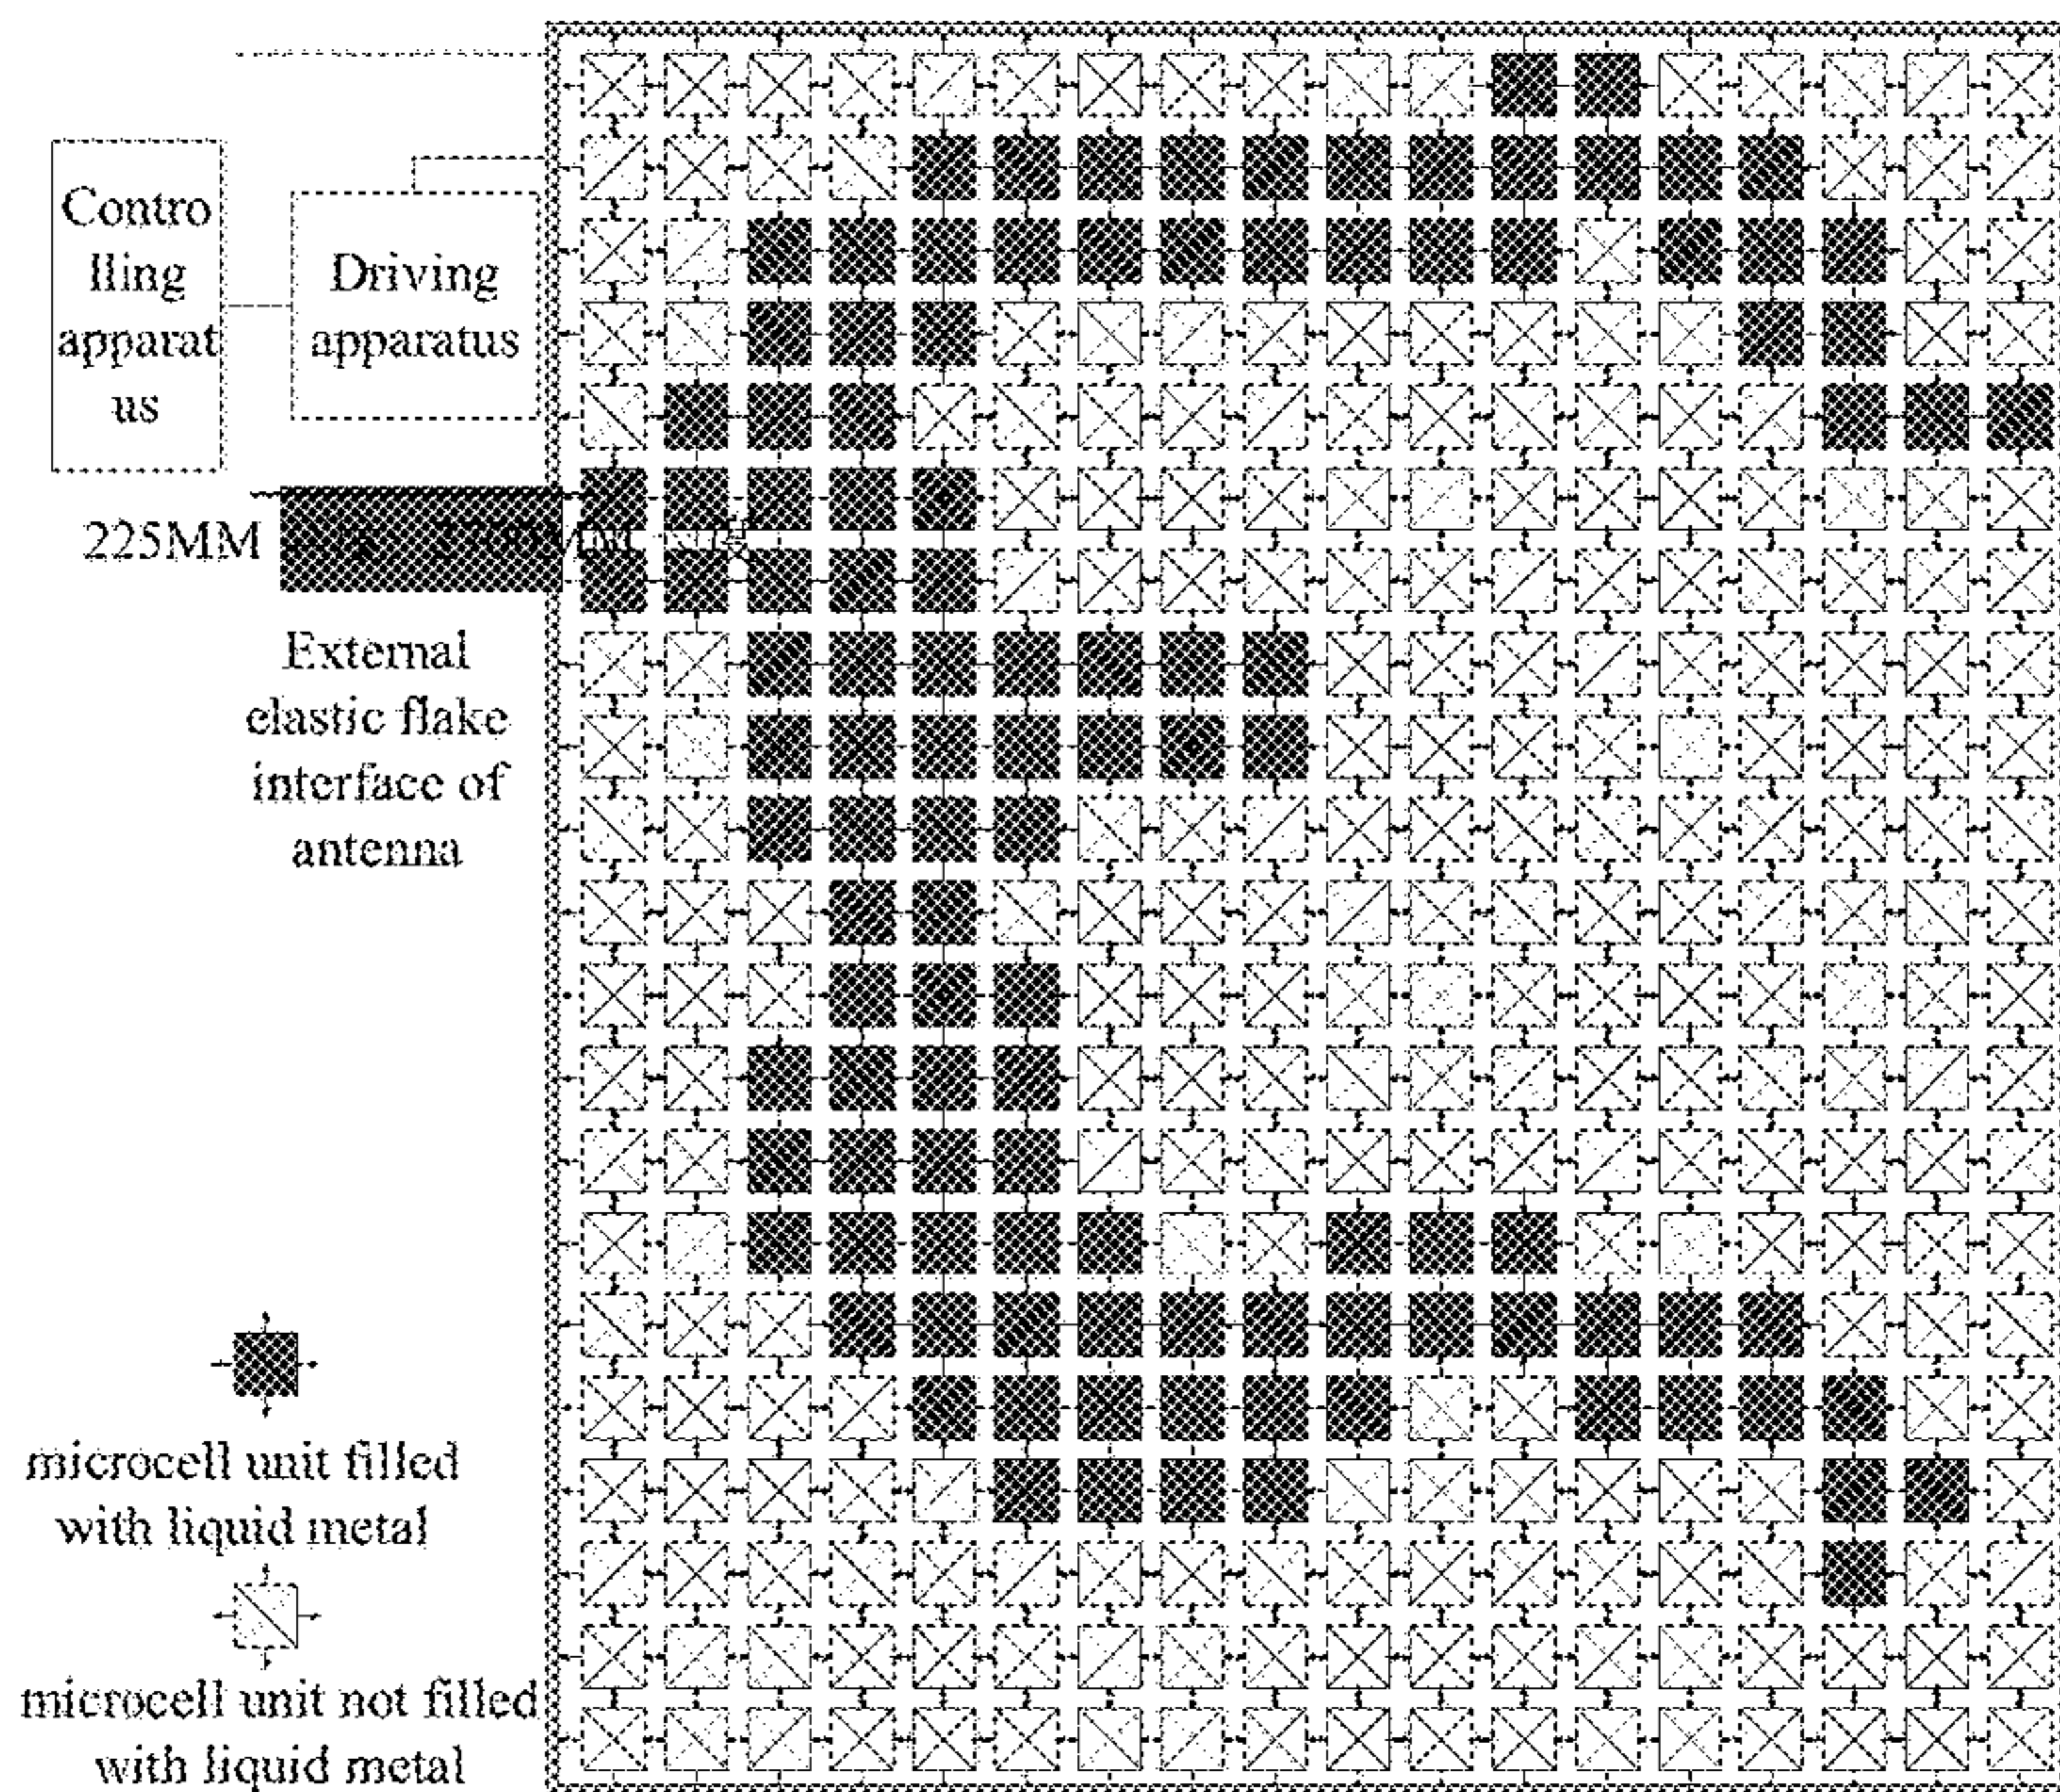 Contro
lling
apparat
us
Driving
apparatus
225MM
2700MM
External
elastic flake
interface of
antenna
microcell unit filled
with liquid metal
microcell unit not filled
with liquid metal